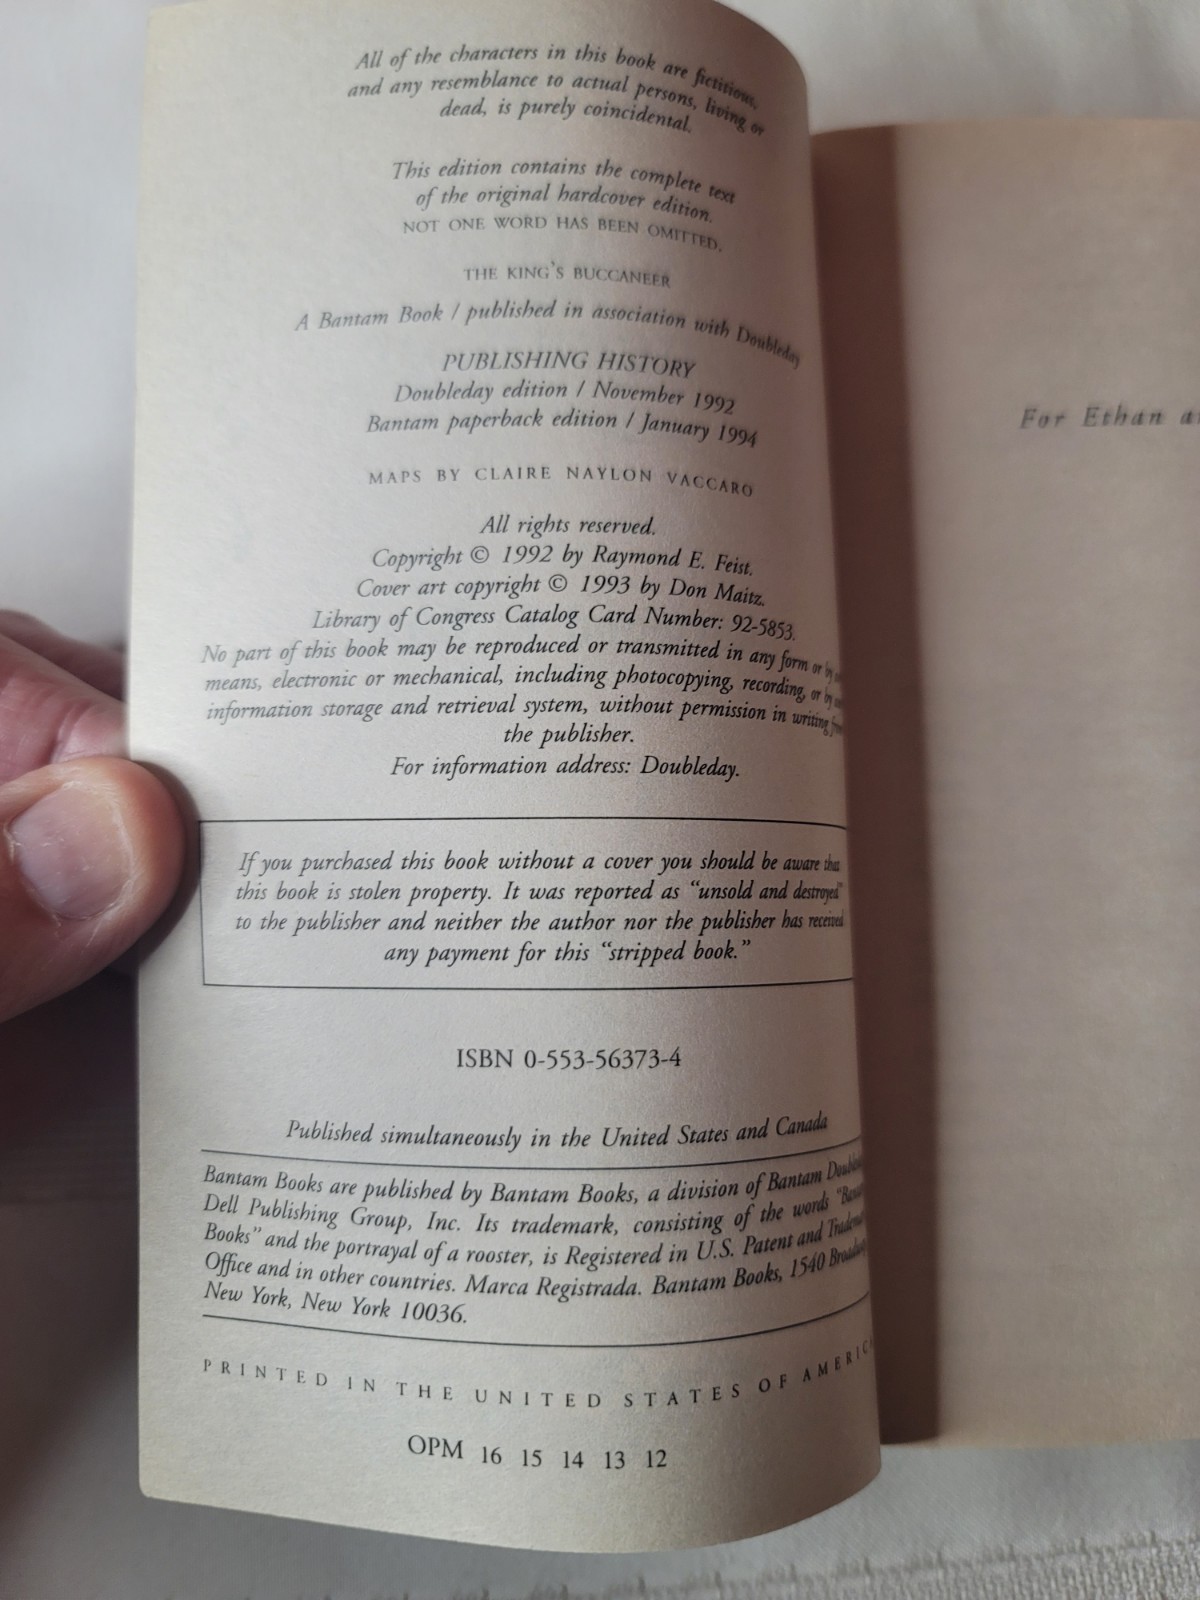 All of the characters in this book are fictitious,
and any resemblance to actual persons, living or
dead, is purely coincidental.
This edition contains the complete text
of the original hardcover edition.
NOT ONE WORD HAS BEEN OMITTED.
THE KING'S BUCCANEER
A Bantam Book / published in association with Doubleday
PUBLISHING HISTORY
Doubleday edition / November 1992
Bantam paperback edition / January 1994
MAPS BY CLAIRE NAYLON VACCARO
All rights reserved.
Copyright © 1992 by Raymond E. Feist.
Cover art copyright © 1993 by Don Maitz.
Library of Congress Catalog Card Number: 92-5853.
No part of this book may be reproduced or transmitted in any form or by
means, electronic or mechanical, including photocopying, recording, or by
information storage and retrieval system, without permission in writing
the publisher.
For information address: Doubleday.
If you purchased this book without a cover you should be aware that
this book is stolen property. It was reported as “unsold and destroyed”
to the publisher and neither the author nor the publisher has received
any payment for this “stripped book.”
ISBN 0-553-56373-4
Published simultaneously in the United States and Canada
Bantam Books are published by Bantam Books, a division of Bantam
Dell Publishing Group, Inc. Its trademark, consisting of the words
Books” and the portrayal of a rooster, is Registered in U.S. Patent and
Office and in other countries. Marca Registrada. Bantam Books, 1540
New York, New York 10036.
PRINTED IN THE UNITED STATES OF AMERICA
OPM 16 15 14 13 12
For Ethan